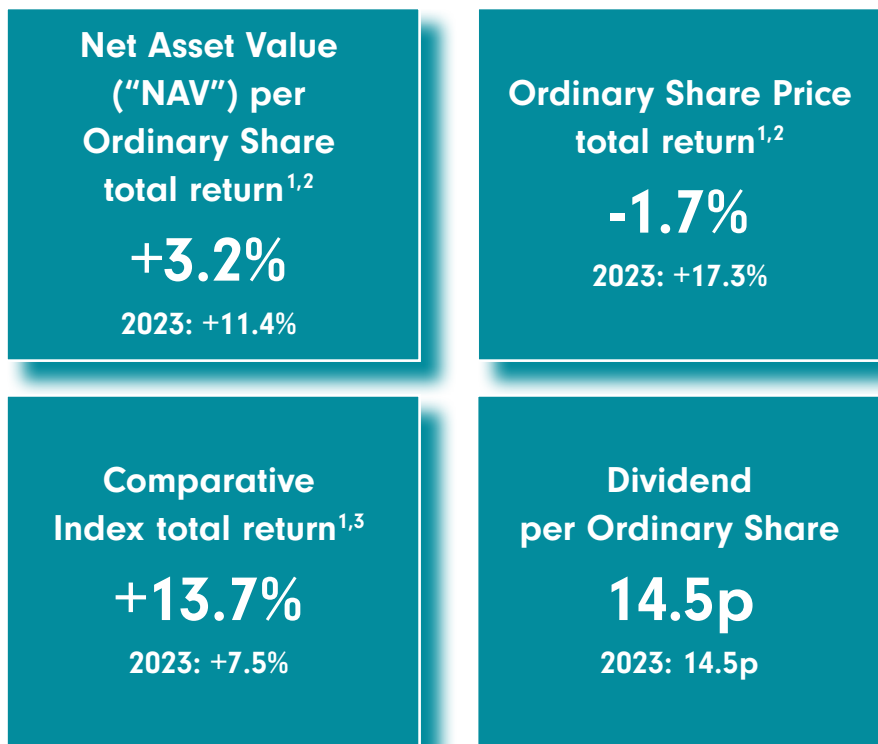 Net Asset Value
(“NAV”) per
Ordinary Share
total return1,2
+3.2%
2023: +11.4%
Ordinary Share Price
total return1,2
-1.7%
2023: +17.3%
Comparative
Index total return1,3
+13.7%
2023: +7.5%
Dividend
per Ordinary Share
14.5p
2023: 14.5p